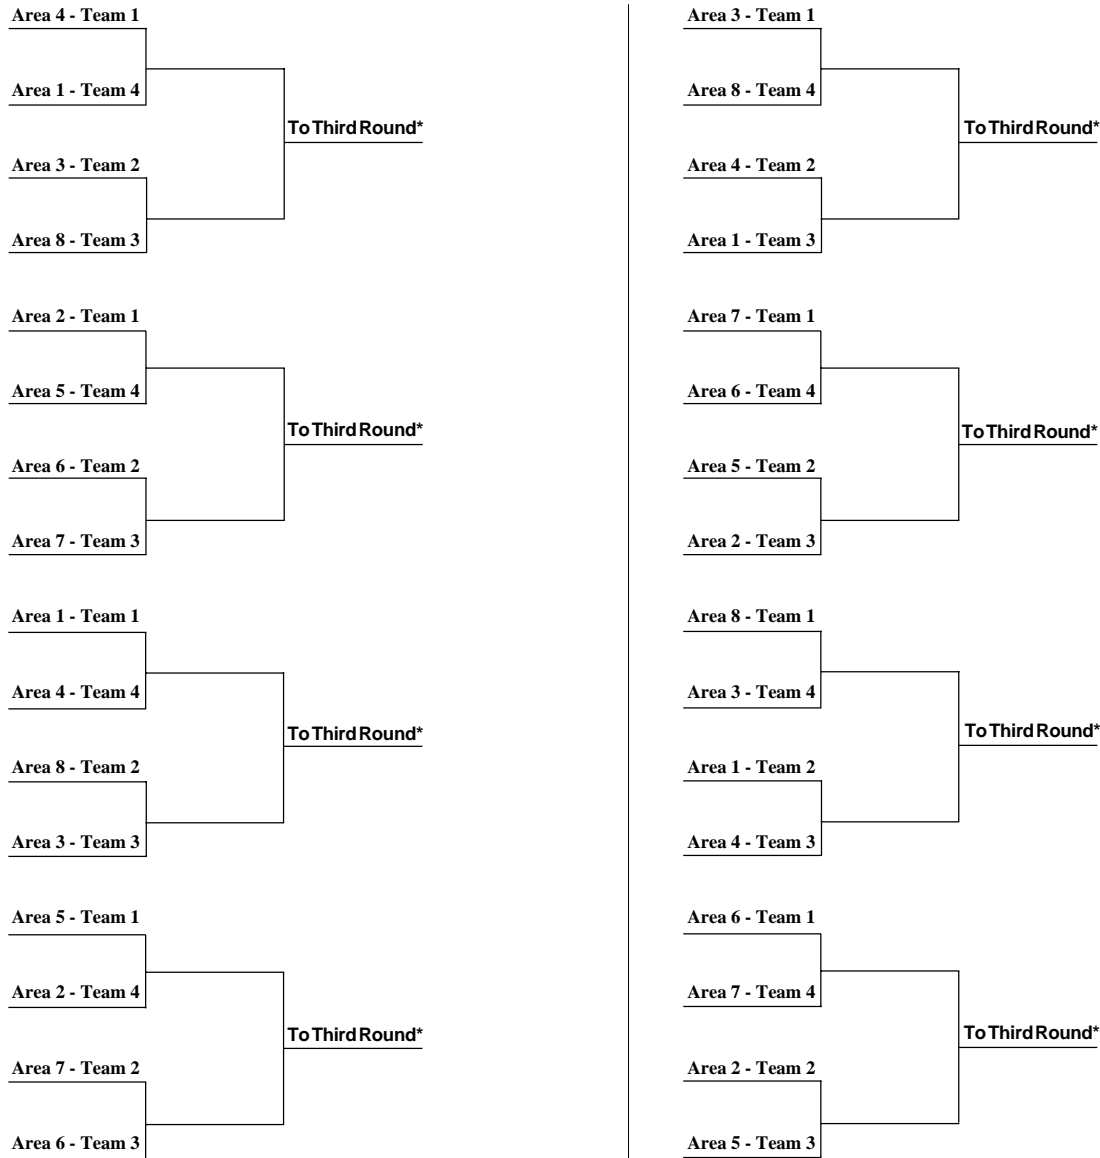 Area 4 - Team 1
Area 1 - Team 4
To Third Round*
Area 3 - Team 2
Area 8 - Team 3
Area 2 - Team 1
Area 5 - Team 4
To Third Round*
Area 6 - Team 2
Area 7 - Team 3
Area 1 - Team 1
Area 4 - Team 4
To Third Round*
Area 8 - Team 2
Area 3 - Team 3
Area 5 - Team 1
Area 2 - Team 4
To Third Round*
Area 7 - Team 2
Area 6 - Team 3
Area 3 - Team 1
Area 8 - Team 4
To Third Round*
Area 4 - Team 2
Area 1 - Team 3
Area 7 - Team 1
Area 6 - Team 4
To Third Round*
Area 5 - Team 2
Area 2 - Team 3
Area 8 - Team 1
Area 3 - Team 4
To Third Round*
Area 1 - Team 2
Area 4 - Team 3
Area 6 - Team 1
Area 7 - Team 4
To Third Round*
Area 2 - Team 2
Area 5 - Team 3